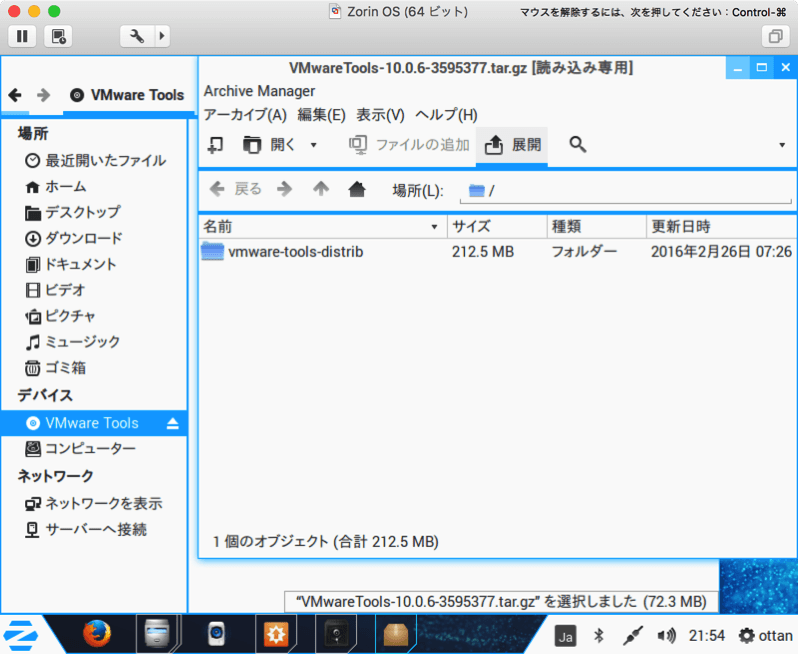 Zorin OS (64 ビット)
マウスを解除するには、次を押してください：Control-⌘
VMwareTools-10.0.6-3595377.tar.gz [読み込み専用]
Archive Manager
アーカイブ(A) 編集(E) 表示(V) ヘルプ(H)
開く ファイルの追加 展開
戻る 場所(L): /
名前 サイズ 種類 更新日時
vmware-tools-distrib 212.5 MB フォルダー 2016年2月26日 07:26
1 個のオブジェクト (合計 212.5 MB)
VMware Tools
場所
最近開いたファイル
ホーム
デスクトップ
ダウンロード
ドキュメント
ビデオ
ピクチャ
ミュージック
ゴミ箱
デバイス
VMware Tools
コンピューター
ネットワーク
ネットワークを表示
サーバーへ接続
“VMwareTools-10.0.6-3595377.tar.gz” を選択しました (72.3 MB)
Ja 21:54 ottan